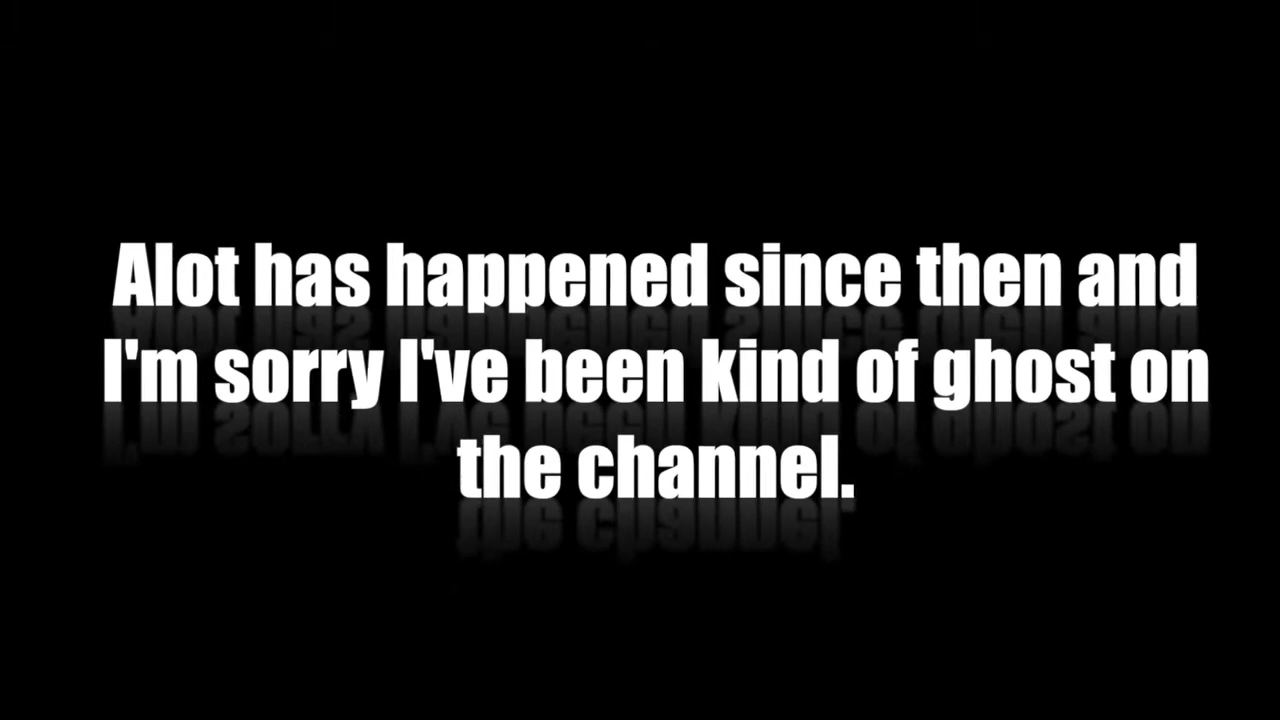 Alot has happened since then and
I'm sorry I've been kind of ghost on
the channel.